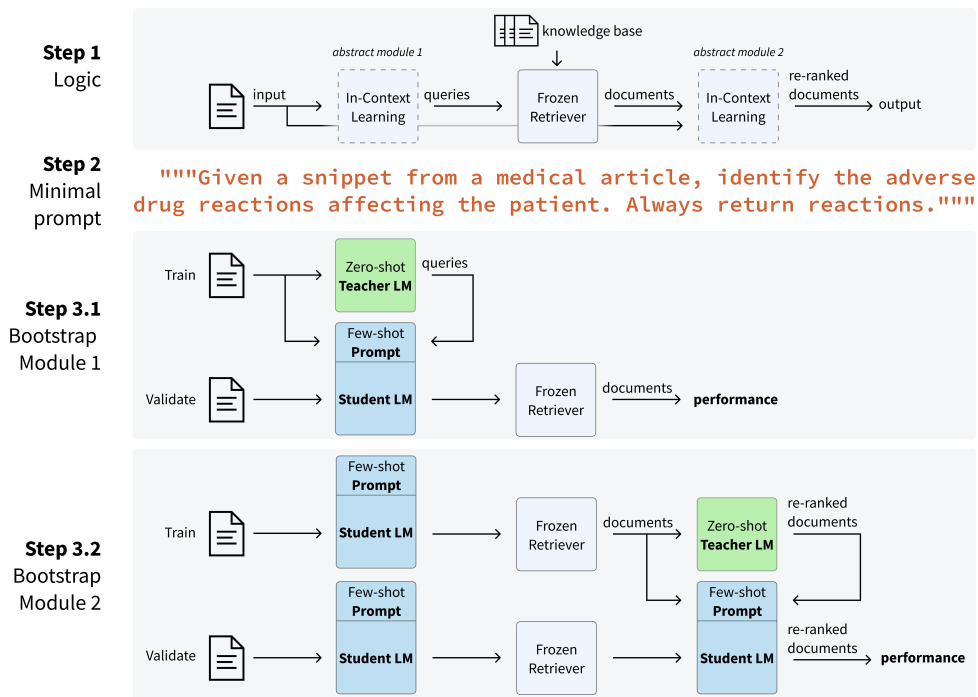 Step 1
Logic
knowledge base
abstract module 1
abstract module 2
input
In-Context
Learning
queries
Frozen
Retriever
documents
In-Context
Learning
re-ranked
documents
output
Step 2
Minimal
prompt
"""Given a snippet from a medical article, identify the adverse
drug reactions affecting the patient. Always return reactions."""
Step 3.1
Bootstrap
Module 1
Train
Zero-shot
Teacher LM
queries
Few-shot
Prompt
Validate
Student LM
Frozen
Retriever
documents
performance
Step 3.2
Bootstrap
Module 2
Few-shot
Prompt
Train
Student LM
Frozen
Retriever
documents
Zero-shot
Teacher LM
re-ranked
documents
Few-shot
Prompt
Few-shot
Prompt
Validate
Student LM
Frozen
Retriever
Student LM
re-ranked
documents
performance